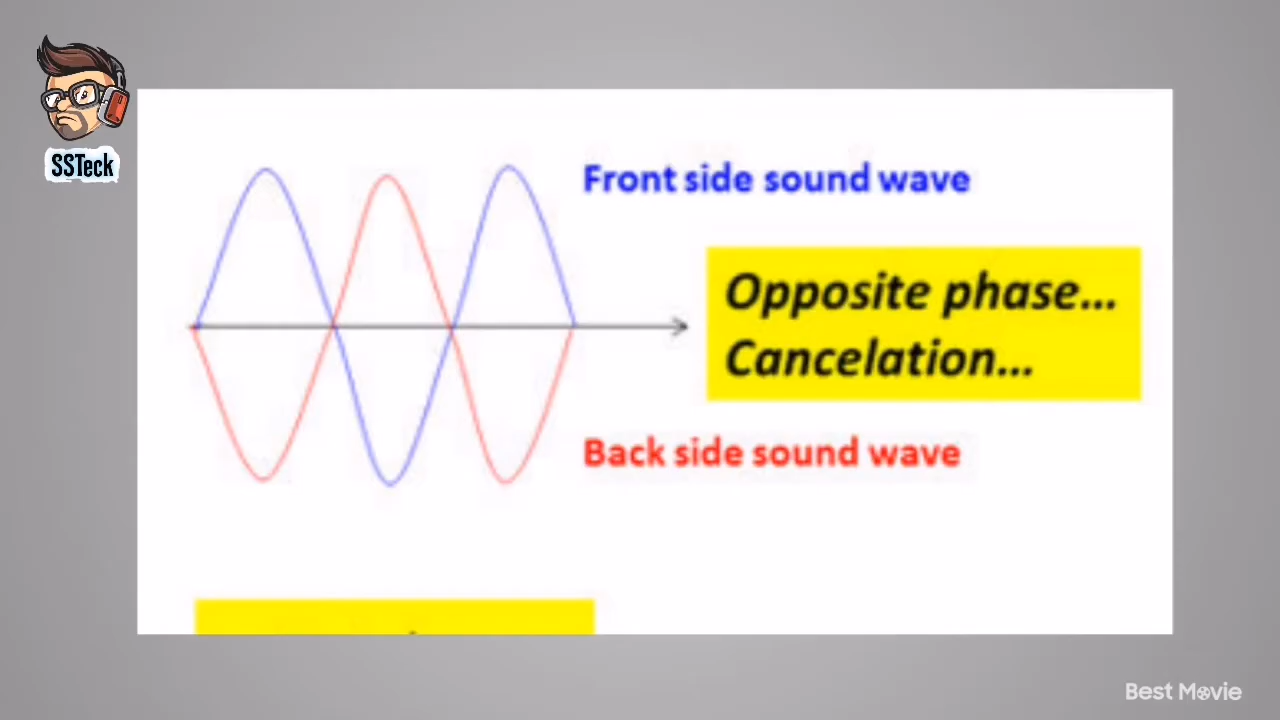 SSTeck
Front side sound wave
Opposite phase...
Cancelation...
Back side sound wave
Best Movie